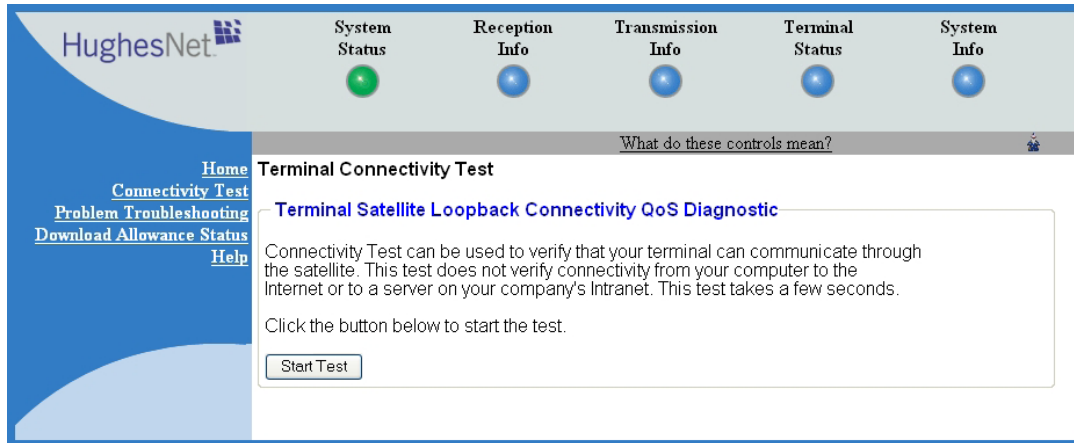 HughesNet
System Status
Reception Info
Transmission Info
Terminal Status
System Info
What do these controls mean?
Home
Connectivity Test
Problem Troubleshooting
Download Allowance Status
Help
Terminal Connectivity Test
Terminal Satellite Loopback Connectivity QoS Diagnostic
Connectivity Test can be used to verify that your terminal can communicate through
the satellite. This test does not verify connectivity from your computer to the
Internet or to a server on your company's Intranet. This test takes a few seconds.
Click the button below to start the test.
Start Test